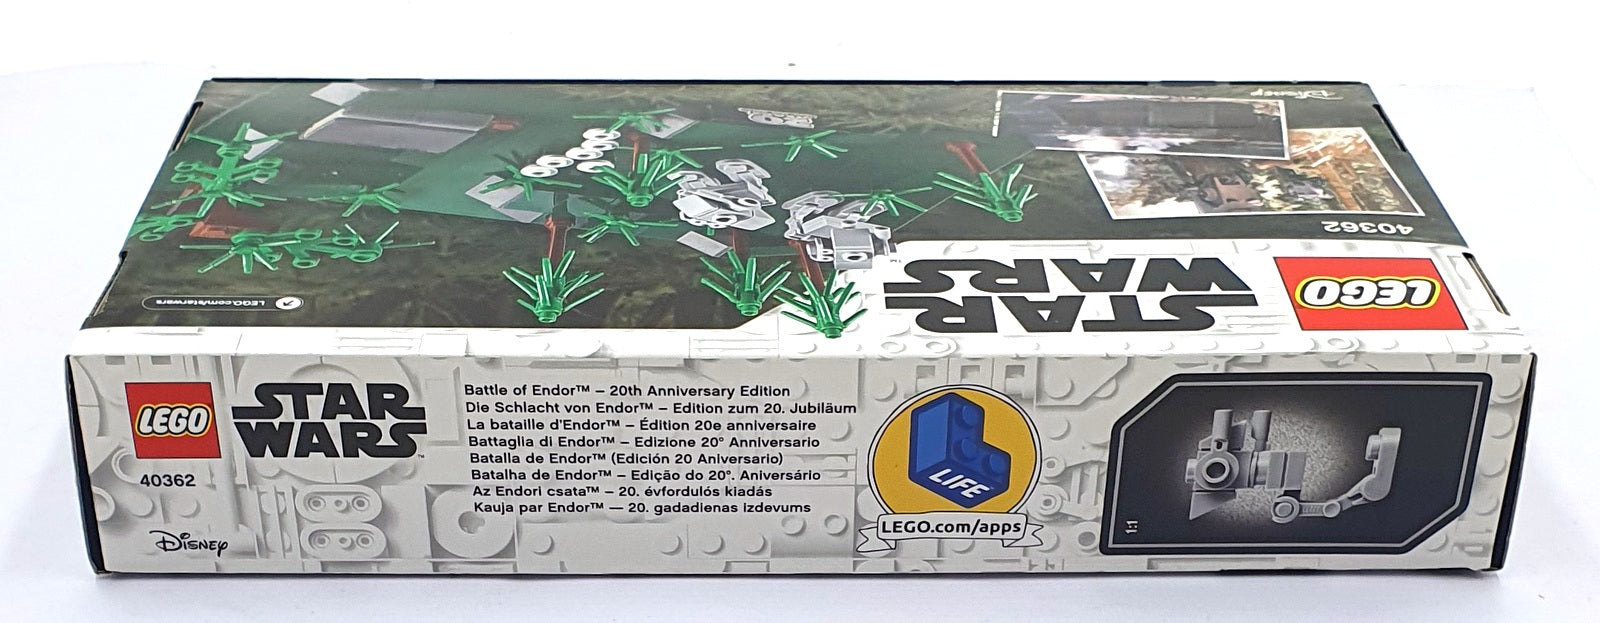 Disney
40362
LEGO
STAR
WARS
LEGO.com/starwars
LEGO
STAR
WARS™
40362
Disney
Battle of Endor™ – 20th Anniversary Edition
Die Schlacht von Endor™ – Edition zum 20. Jubiläum
La bataille d'Endor™ – Édition 20e anniversaire
Battaglia di Endor™ – Edizione 20° Anniversario
Batalla de Endor™ (Edición 20 Aniversario)
Batalha de Endor™ – Edição do 20°. Aniversário
Az Endori csata™ – 20. évfordulós kiadás
Kauja par Endor™ — 20. gadadienas izdevums
LIFE
LEGO.com/apps
1:1